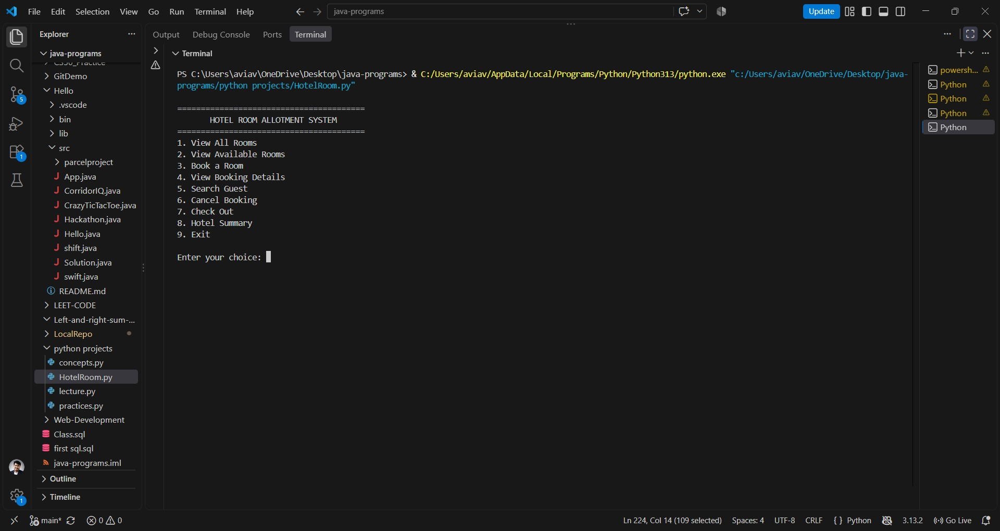 File Edit Selection View Go Run Terminal Help
java-programs
Update
Explorer
java-programs
CS50_Practice
GitDemo
Hello
.vscode
bin
lib
src
parcelproject
App.java
CorridorIQ.java
CrazyTicTacToe.java
Hackathon.java
Hello.java
shift.java
Solution.java
swift.java
README.md
LEET-CODE
Left-and-right-sum-...
LocalRepo
python projects
concepts.py
HotelRoom.py
lecture.py
practices.py
Web-Development
Class.sql
first sql.sql
java-programs.iml
Outline
Timeline
5
1
1
Output Debug Console Ports Terminal
Terminal
PS C:\Users\aviav\OneDrive\Desktop\java-programs> & C:/Users/aviav/AppData/Local/Programs/Python/Python313/python.exe "c:/Users/aviav/OneDrive/Desktop/java-
programs/python projects/HotelRoom.py"
========================================
HOTEL ROOM ALLOTMENT SYSTEM
========================================
1. View All Rooms
2. View Available Rooms
3. Book a Room
4. View Booking Details
5. Search Guest
6. Cancel Booking
7. Check Out
8. Hotel Summary
9. Exit
Enter your choice:
powersh...
Python
Python
Python
Python
main* 0 0
Ln 224, Col 14 (109 selected) Spaces: 4 UTF-8 CRLF { } Python 3.13.2 Go Live